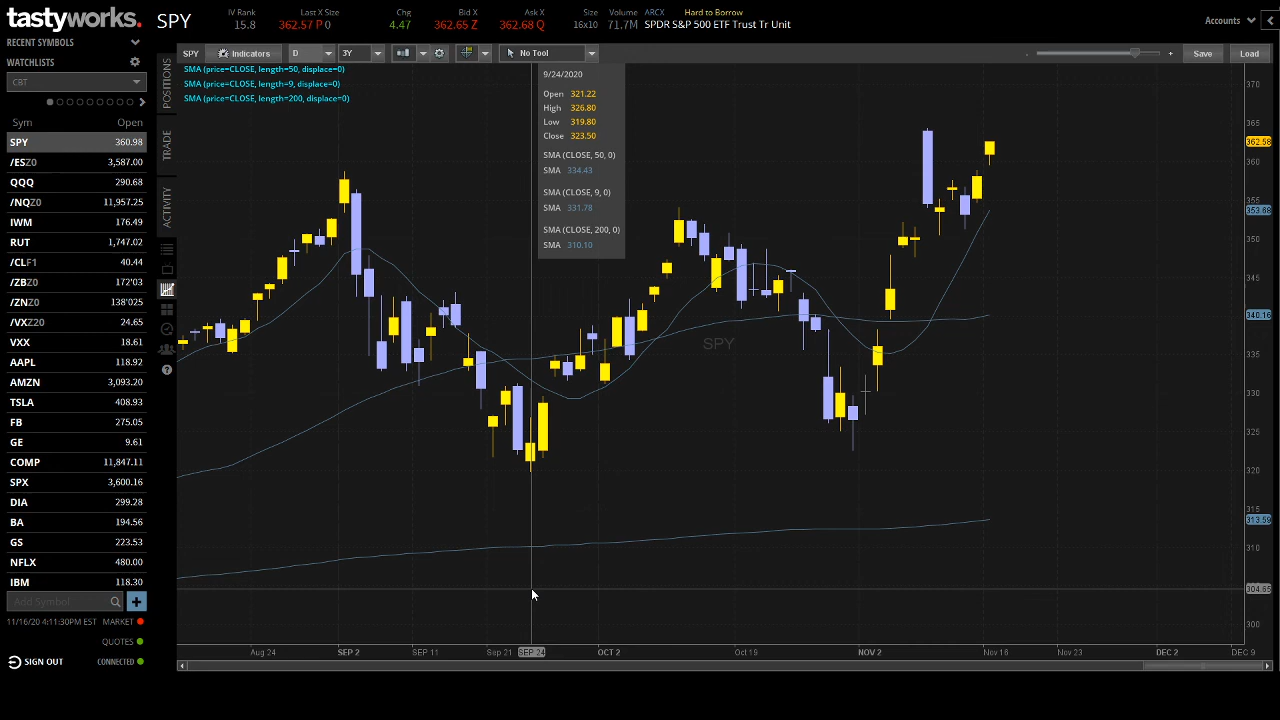 tastyworks.
SPY
IV Rank
15.8
Last X Size
362.57 P 0
Chg
4.47
Bid X
362.65 Z
Ask X
362.68 Q
Size
16x10
Volume
71.7M
ARCX
Hard to Borrow
SPDR S&P 500 ETF Trust Tr Unit
Accounts
RECENT SYMBOLS
WATCHLISTS
CBT
Sym Open
SPY 360.98
/ESZ0 3,587.00
QQQ 290.68
/NQZ0 11,957.25
IWM 176.49
RUT 1,747.02
/CLF1 40.44
/ZBZ0 172'03
/ZNZ0 138'025
/VXZ20 24.65
VXX 18.61
AAPL 118.92
AMZN 3,093.20
TSLA 408.93
FB 275.05
GE 9.61
COMP 11,847.11
SPX 3,600.16
DIA 299.28
BA 194.56
GS 223.53
NFLX 480.00
IBM 118.30
Add Symbol
11/16/20 4:11:30PM EST MARKET
QUOTES
SIGN OUT CONNECTED
POSITIONS
TRADE
ACTIVITY
SPY Indicators D 3Y No Tool - + Save Load
SMA (price=CLOSE, length=50, displace=0)
SMA (price=CLOSE, length=9, displace=0)
SMA (price=CLOSE, length=200, displace=0)
9/24/2020
Open 321.22
High 326.80
Low 319.80
Close 323.50
SMA (CLOSE, 50, 0)
SMA 334.43
SMA (CLOSE, 9, 0)
SMA 331.78
SMA (CLOSE, 200, 0)
SMA 310.10
SPY
370
365
362.58
360
355
353.68
350
345
340.16
335
330
325
320
315
313.59
310
304.65
300
Aug 24 SEP 2 SEP 11 Sep 21 SEP 24 OCT 2 Oct 19 NOV 2 Nov 16 Nov 23 DEC 2 DEC 9